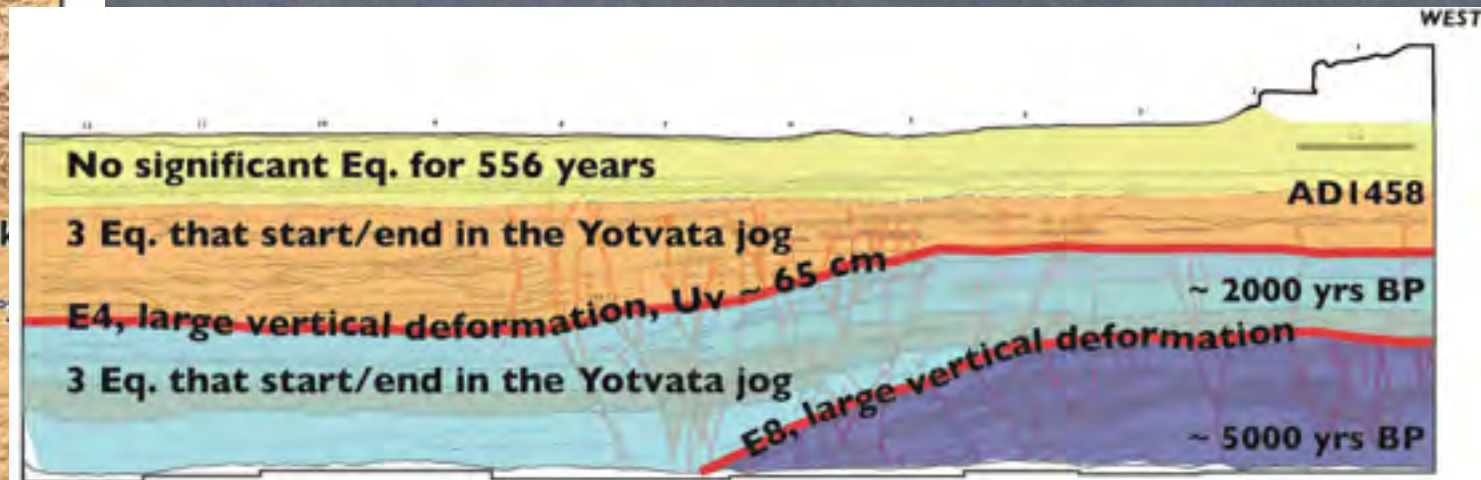 WEST
No significant Eq. for 556 years
AD1458
3 Eq. that start/end in the Yotvata jog
E4, large vertical deformation, Uv ~ 65 cm
~ 2000 yrs BP
E8, large vertical deformation
3 Eq. that start/end in the Yotvata jog
~ 5000 yrs BP